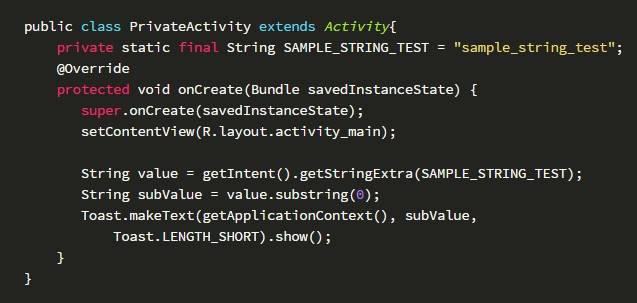 public class PrivateActivity extends Activity{
private static final String SAMPLE_STRING_TEST = "sample_string_test";
@Override
protected void onCreate(Bundle savedInstanceState) {
super.onCreate(savedInstanceState);
setContentView(R.layout.activity_main);
String value = getIntent().getStringExtra(SAMPLE_STRING_TEST);
String subValue = value.substring(0);
Toast.makeText(getApplicationContext(), subValue,
Toast.LENGTH_SHORT).show();
}
}